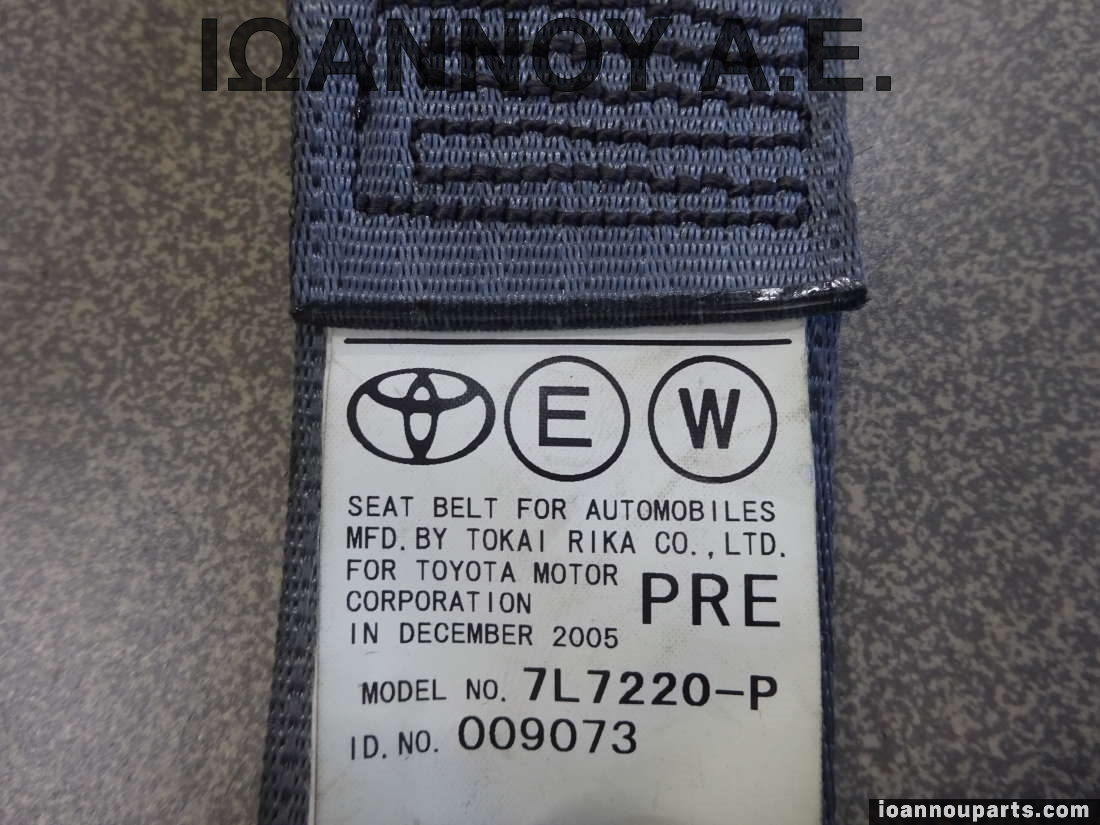 ΙΩΑΝΝΟΥ Α.Ε.
E W
SEAT BELT FOR AUTOMOBILES
MFD. BY TOKAI RIKA CO., LTD.
FOR TOYOTA MOTOR
CORPORATION
PRE
IN DECEMBER 2005
MODEL NO. 7L7220-P
ID. NO. 009073
ioannouparts.com